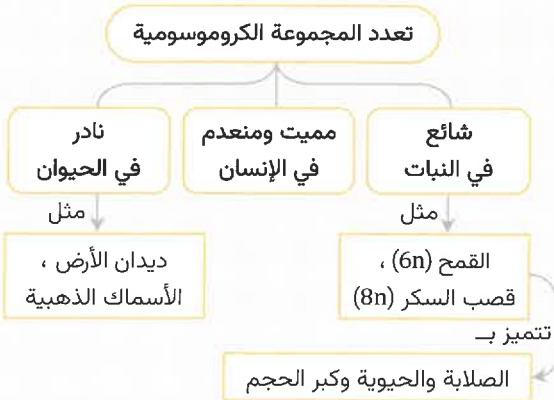 تعدد المجموعة الكروموسومية
شائع
في النبات
مميت ومنعدم
في الإنسان
نادر
في الحيوان
مثل
مثل
القمح (6n) ،
قصب السكر (8n)
ديدان الأرض ،
الأسماك الذهبية
تتميز بــ
الصلابة والحيوية وكبر الحجم